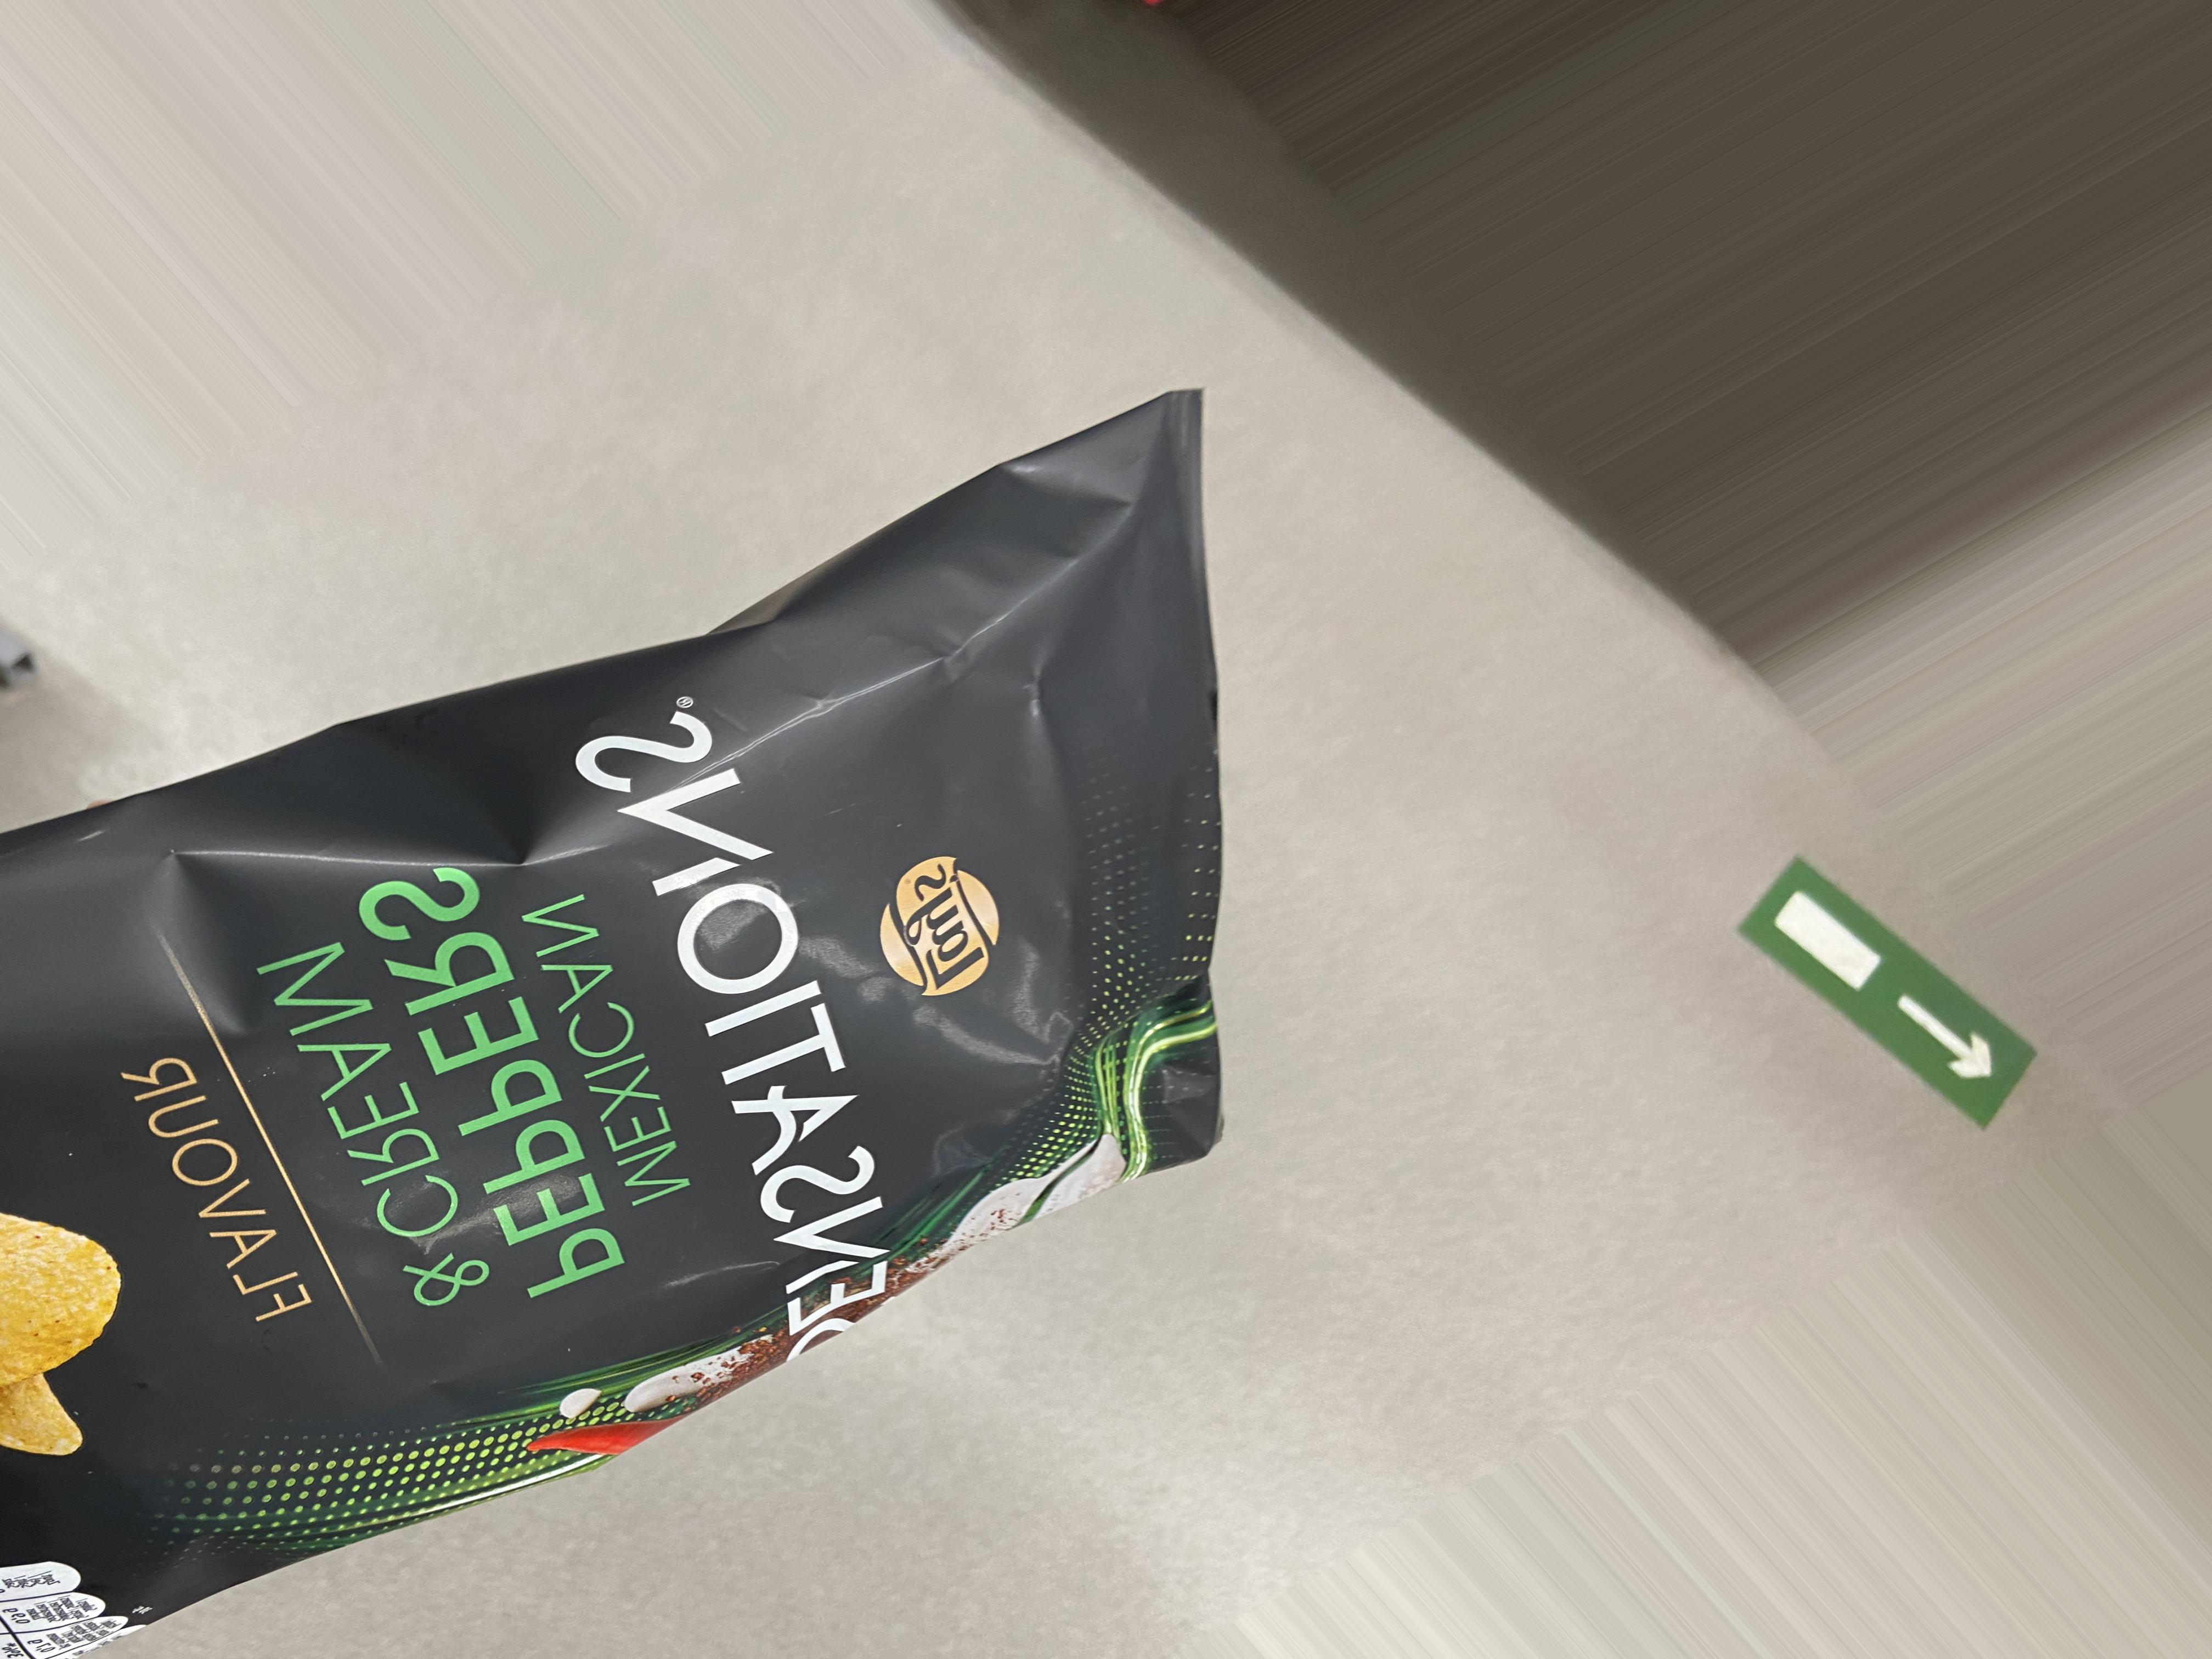 Lay's
SENSATIONS®
MEXICAN
PEPPERS
& CREAM
FLAVOUR